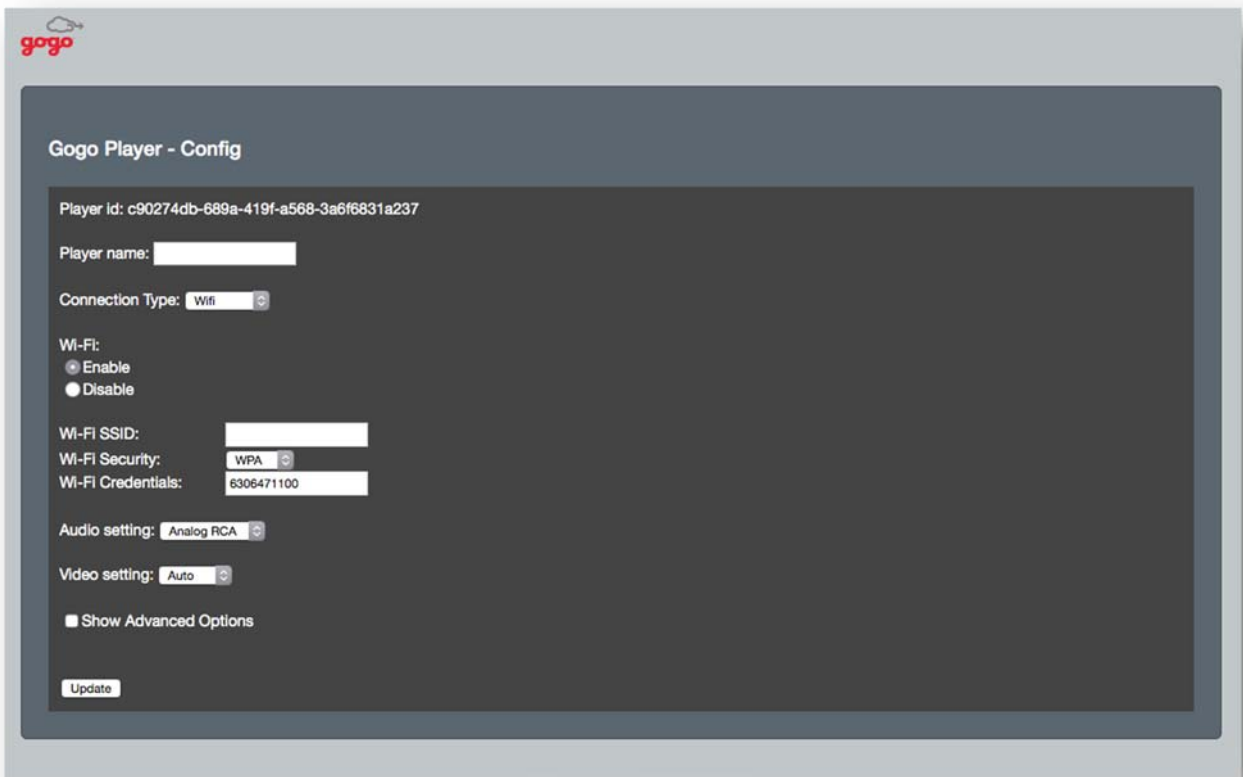 gogo
Gogo Player - Config
Player id: c90274db-689a-419f-a568-3a6f6831a237
Player name:
Connection Type: Wifi
Wi-Fi:
Enable
Disable
Wi-Fi SSID:
Wi-Fi Security: WPA
Wi-Fi Credentials: 6306471100
Audio setting: Analog RCA
Video setting: Auto
Show Advanced Options
Update